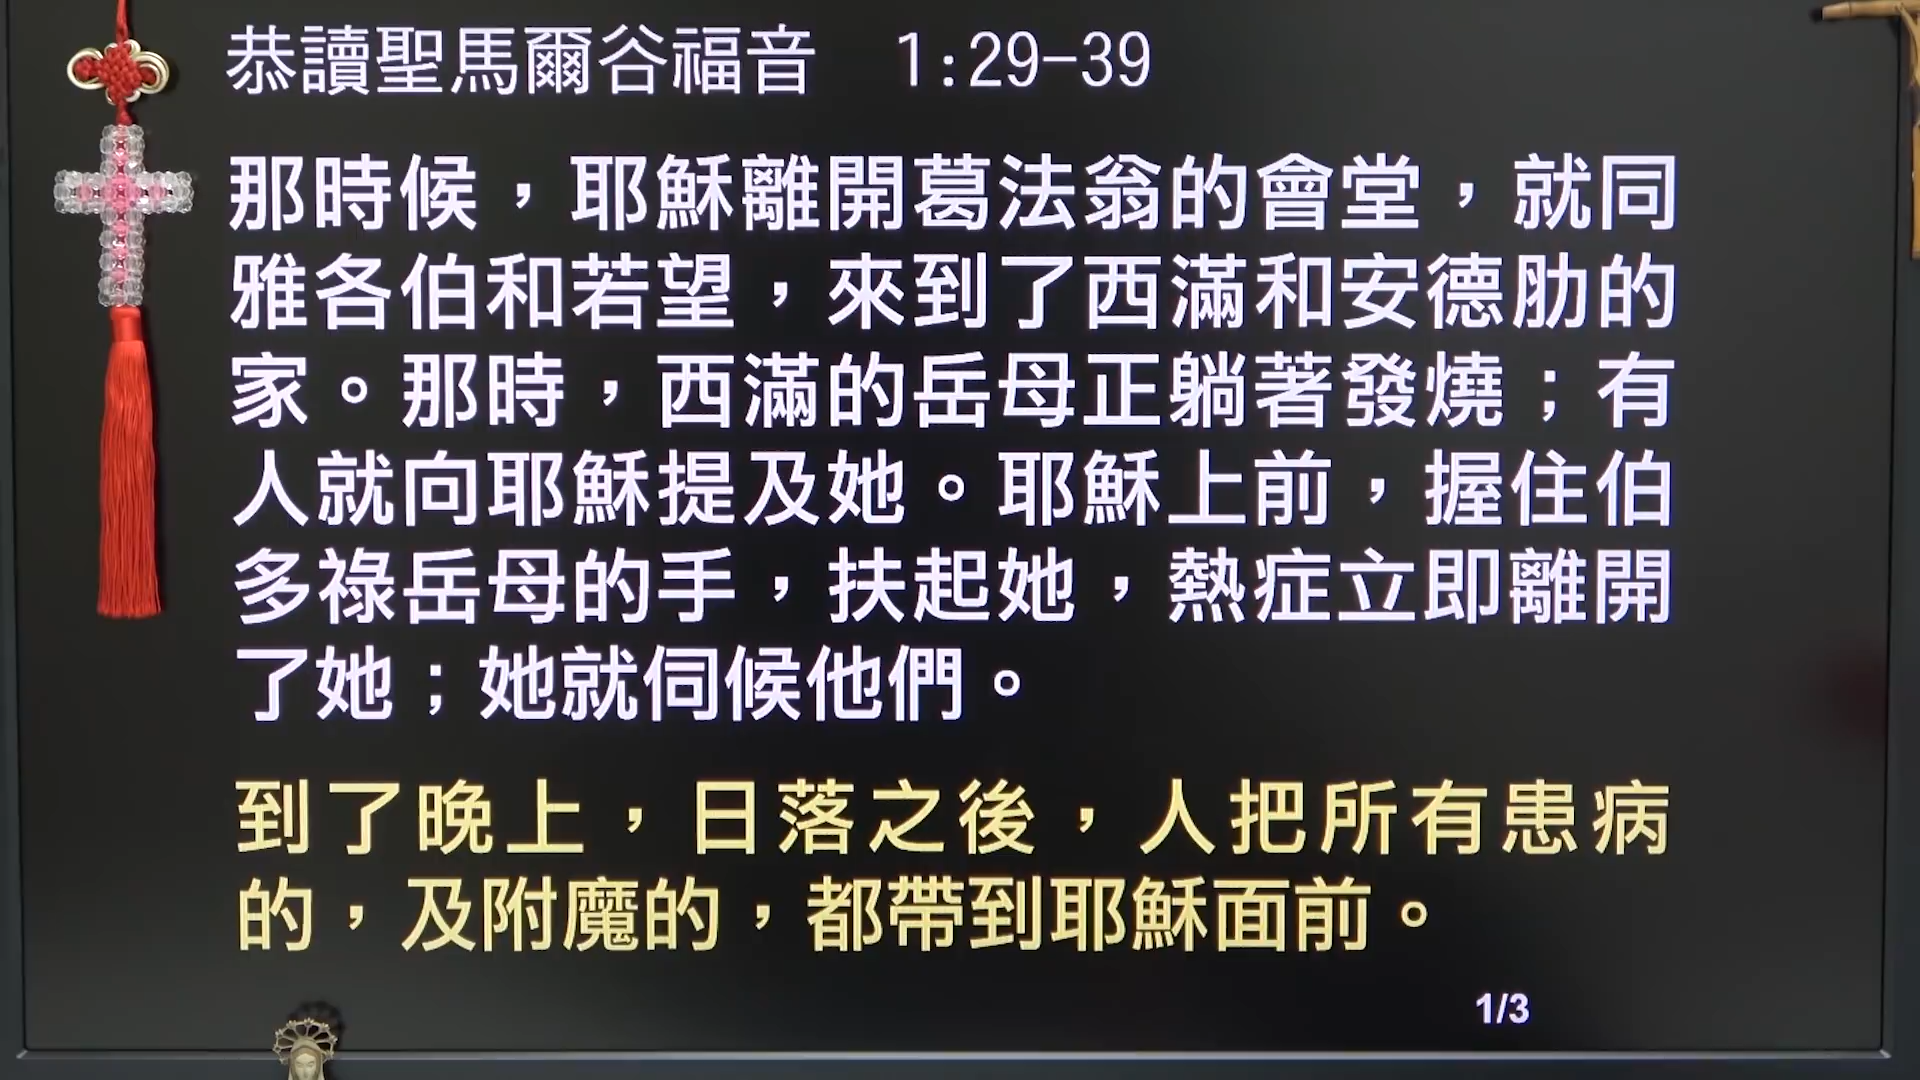 恭讀聖馬爾谷福音　1:29-39
那時候，耶穌離開葛法翁的會堂，就同
雅各伯和若望，來到了西滿和安德肋的
家。那時，西滿的岳母正躺著發燒；有
人就向耶穌提及她。耶穌上前，握住伯
多祿岳母的手，扶起她，熱症立即離開
了她；她就伺候他們。
到了晚上，日落之後，人把所有患病
的，及附魔的，都帶到耶穌面前。
1/3